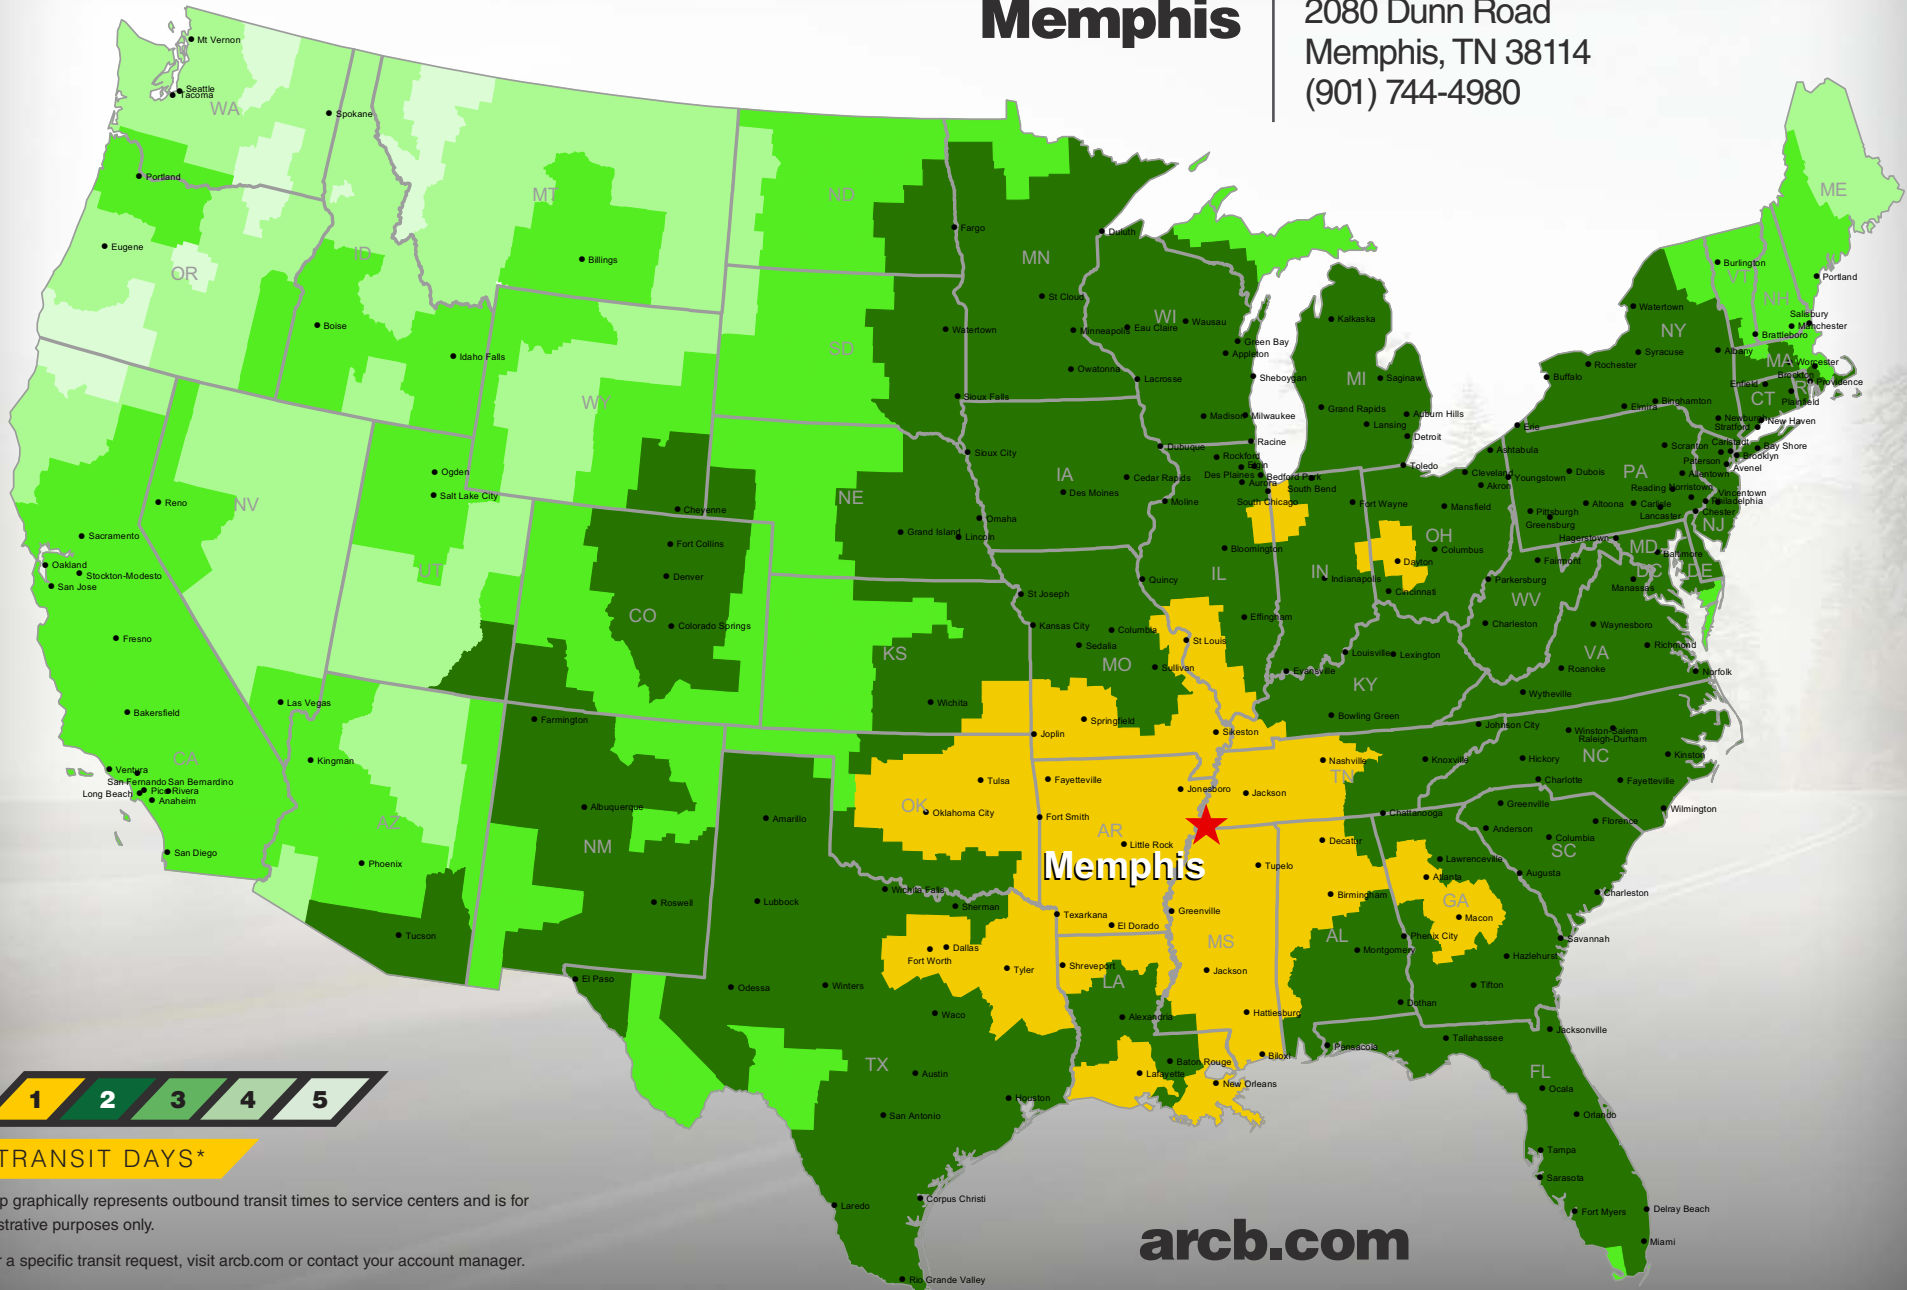 Memphis
2080 Dunn Road
Memphis, TN 38114
(901) 744-4980
Mt Vernon
Seattle
Tacoma
WA
Spokane
Portland
Eugene
OR
ID
Boise
Idaho Falls
MT
Billings
WY
Cheyenne
ND
Fargo
SD
Watertown
Sioux Falls
MN
Duluth
St Cloud
Minneapolis
Owatonna
WI
Eau Claire
Wausau
Green Bay
Appleton
Lacrosse
Sheboygan
Madison
Milwaukee
Racine
MI
Kalkaska
Saginaw
Grand Rapids
Lansing
Auburn Hills
Detroit
ME
Portland
VT
Burlington
NH
Salisbury
Manchester
Brattleboro
NY
Watertown
Syracuse
Rochester
Buffalo
Albany
Elmira
Binghamton
Newburgh
MA
Worcester
Brockton
Providence
RI
Enfield
CT
Plainfield
New Haven
Stratford
Bay Shore
Carlstadt
Brooklyn
Paterson
Avenel
Erie
PA
Scranton
Allentown
Dubois
Reading
Norristown
Vincentown
Philadelphia
Chester
Altoona
Carlisle
Lancaster
Pittsburgh
Greensburg
NJ
Ashtabula
Cleveland
Youngstown
Akron
Toledo
Mansfield
OH
Columbus
Dayton
Cincinnati
Hagerstown
MD
Baltimore
DC
DE
Manassas
Fairmont
Parkersburg
WV
Charleston
VA
Waynesboro
Richmond
Roanoke
Norfolk
Wytheville
NV
Reno
Las Vegas
Ogden
Salt Lake City
UT
Sacramento
Oakland
Stockton-Modesto
San Jose
Fresno
Bakersfield
CA
Ventura
San Fernando
San Bernardino
Long Beach
Pico Rivera
Anaheim
San Diego
AZ
Kingman
Phoenix
Tucson
CO
Fort Collins
Denver
Colorado Springs
NM
Farmington
Albuquerque
Roswell
NE
Grand Island
Lincoln
Omaha
IA
Sioux City
Des Moines
Cedar Rapids
Dubuque
Moline
Rockford
Elgin
Des Plaines
Bedford Park
Aurora
South Chicago
South Bend
Fort Wayne
Bloomington
IL
IN
Indianapolis
Quincy
Effingham
Evansville
KS
Wichita
St Joseph
Kansas City
Columbia
Sedalia
MO
Sullivan
St Louis
Springfield
Joplin
Sikeston
KY
Louisville
Lexington
Bowling Green
TN
Nashville
Jackson
Knoxville
Johnson City
Chattanooga
NC
Winston-Salem
Raleigh-Durham
Hickory
Charlotte
Fayetteville
Kinston
Wilmington
SC
Greenville
Anderson
Florence
Columbia
Charleston
OK
Tulsa
Oklahoma City
AR
Fayetteville
Fort Smith
Jonesboro
Little Rock
Texarkana
El Dorado
Memphis
MS
Tupelo
Greenville
Jackson
Hattiesburg
Biloxi
AL
Decatur
Birmingham
Montgomery
Dothan
GA
Lawrenceville
Atlanta
Augusta
Macon
Phenix City
Savannah
Hazlehurst
Tifton
LA
Shreveport
Alexandria
Baton Rouge
Lafayette
New Orleans
TX
Amarillo
Lubbock
Wichita Falls
Sherman
Dallas
Fort Worth
Tyler
El Paso
Odessa
Winters
Waco
Austin
Houston
San Antonio
Laredo
Corpus Christi
Rio Grande Valley
FL
Pensacola
Tallahassee
Jacksonville
Ocala
Orlando
Tampa
Sarasota
Fort Myers
Delray Beach
Miami
1 2 3 4 5
TRANSIT DAYS*
p graphically represents outbound transit times to service centers and is for
strative purposes only.
r a specific transit request, visit arcb.com or contact your account manager.
arcb.com